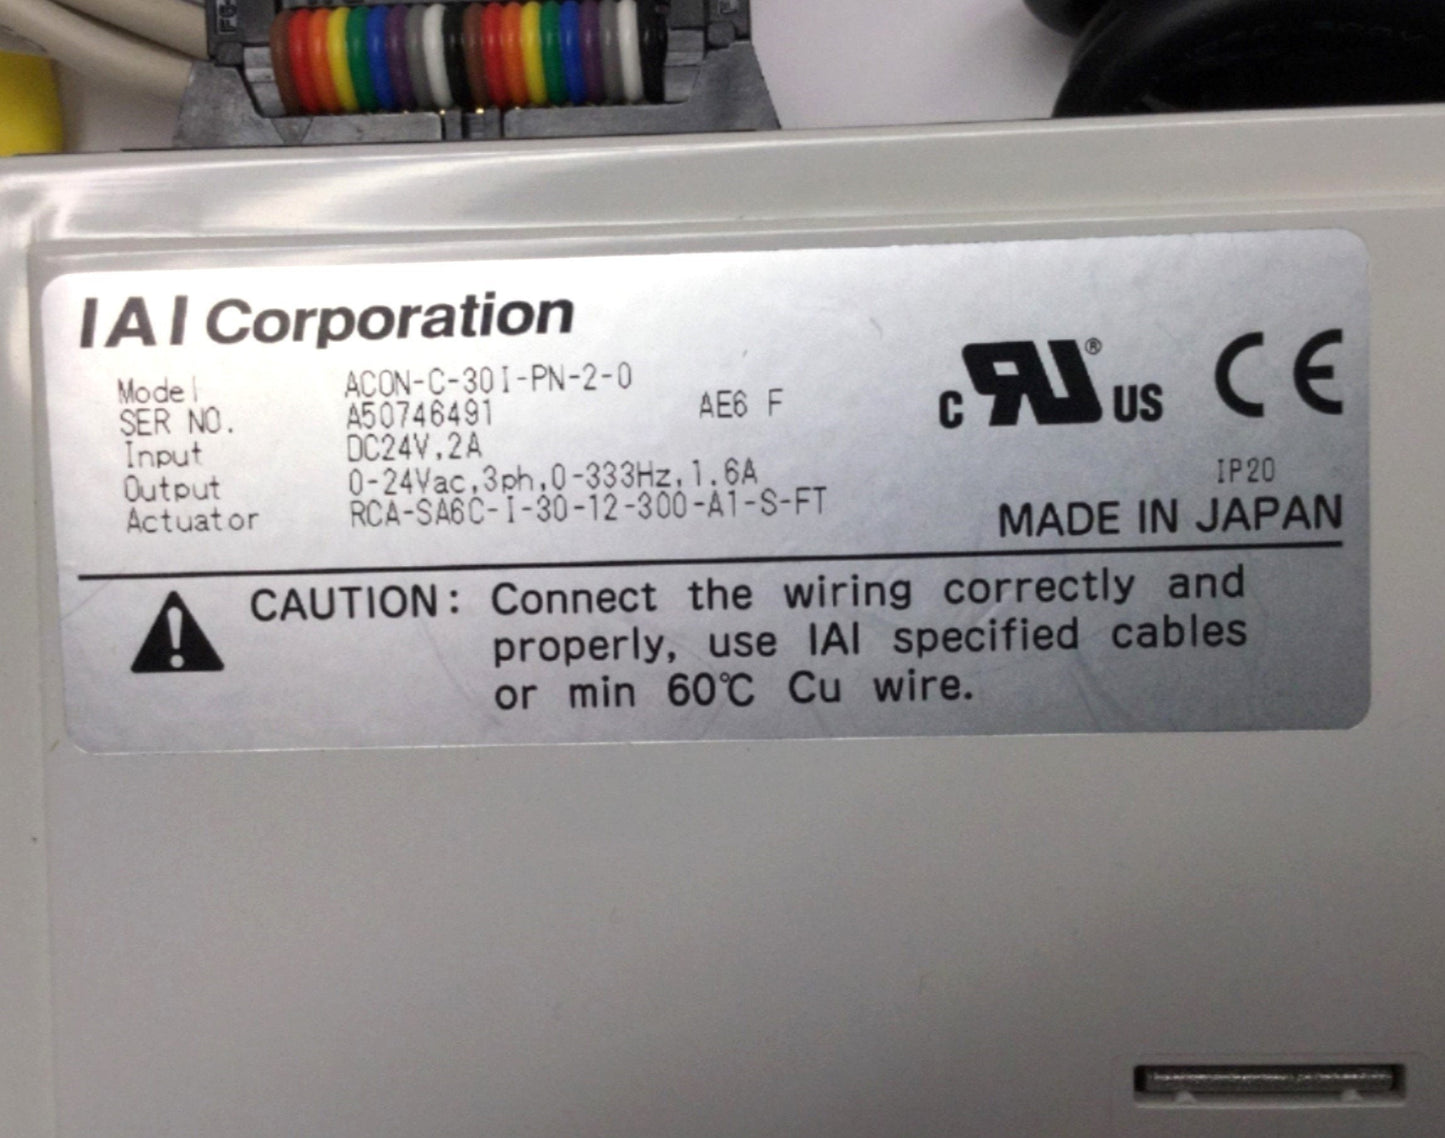 IAI Corporation
Model ACON-C-30I-PN-2-0
SER NO. A50746491 AE6 F
Input DC24V,2A
Output 0-24Vac,3ph,0-333Hz,1.6A
Actuator RCA-SA6C-I-30-12-300-A1-S-FT
c RU ® US CE
IP20
MADE IN JAPAN
CAUTION: Connect the wiring correctly and
properly, use IAI specified cables
or min 60℃ Cu wire.